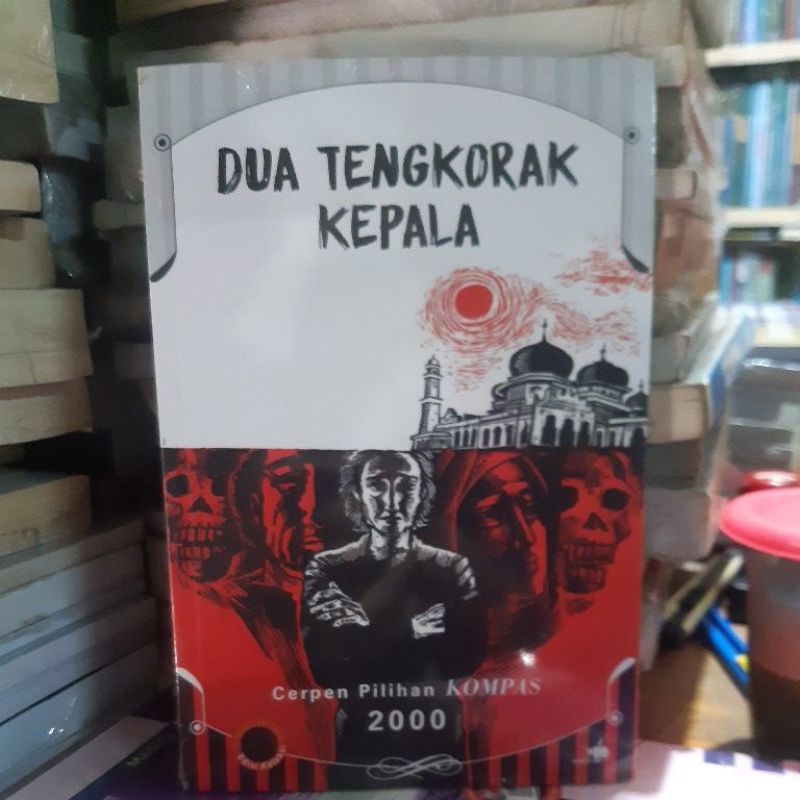 DUA TENGKORAK
KEPALA
Cerpen Pilihan KOMPAS
2000